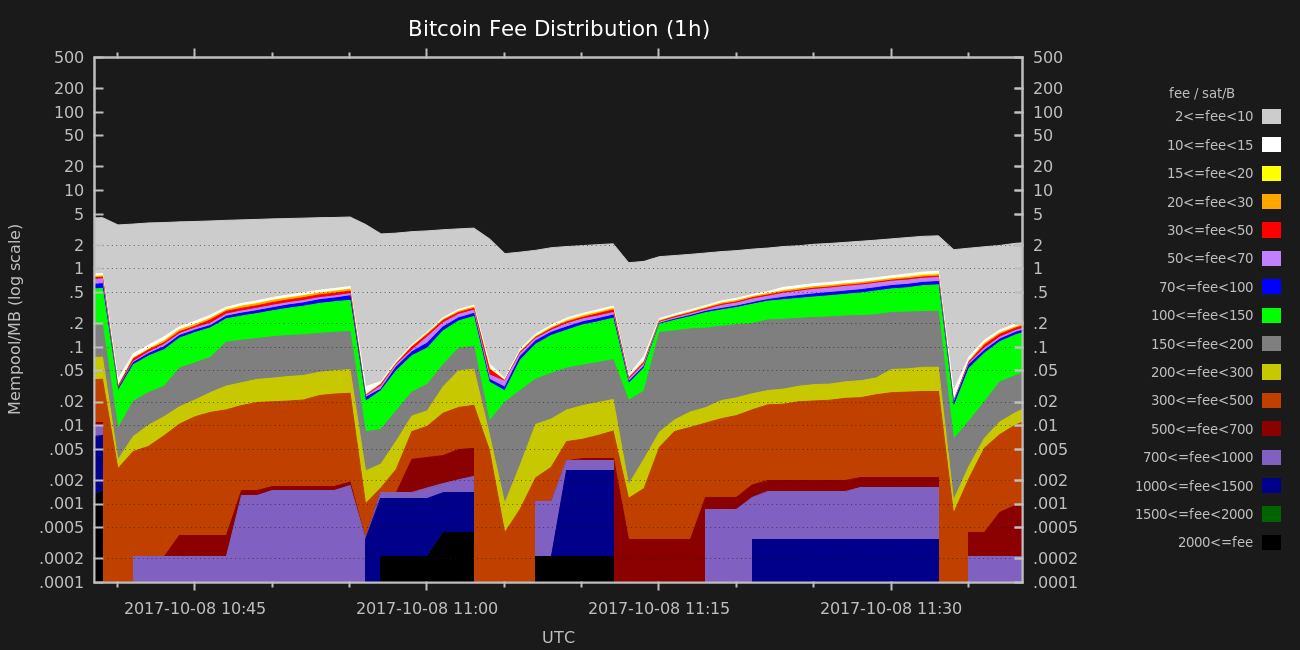 Bitcoin Fee Distribution (1h)
500
200
100
50
20
10
5
2
1
.5
.2
.1
.05
.02
.01
.005
.002
.001
.0005
.0002
.0001
Mempool/MB (log scale)
500
200
100
50
20
10
5
2
1
.5
.2
.1
.05
.02
.01
.005
.002
.001
.0005
.0002
.0001
2017-10-08 10:45
2017-10-08 11:00
2017-10-08 11:15
2017-10-08 11:30
UTC
fee / sat/B
2<=fee<10
10<=fee<15
15<=fee<20
20<=fee<30
30<=fee<50
50<=fee<70
70<=fee<100
100<=fee<150
150<=fee<200
200<=fee<300
300<=fee<500
500<=fee<700
700<=fee<1000
1000<=fee<1500
1500<=fee<2000
2000<=fee